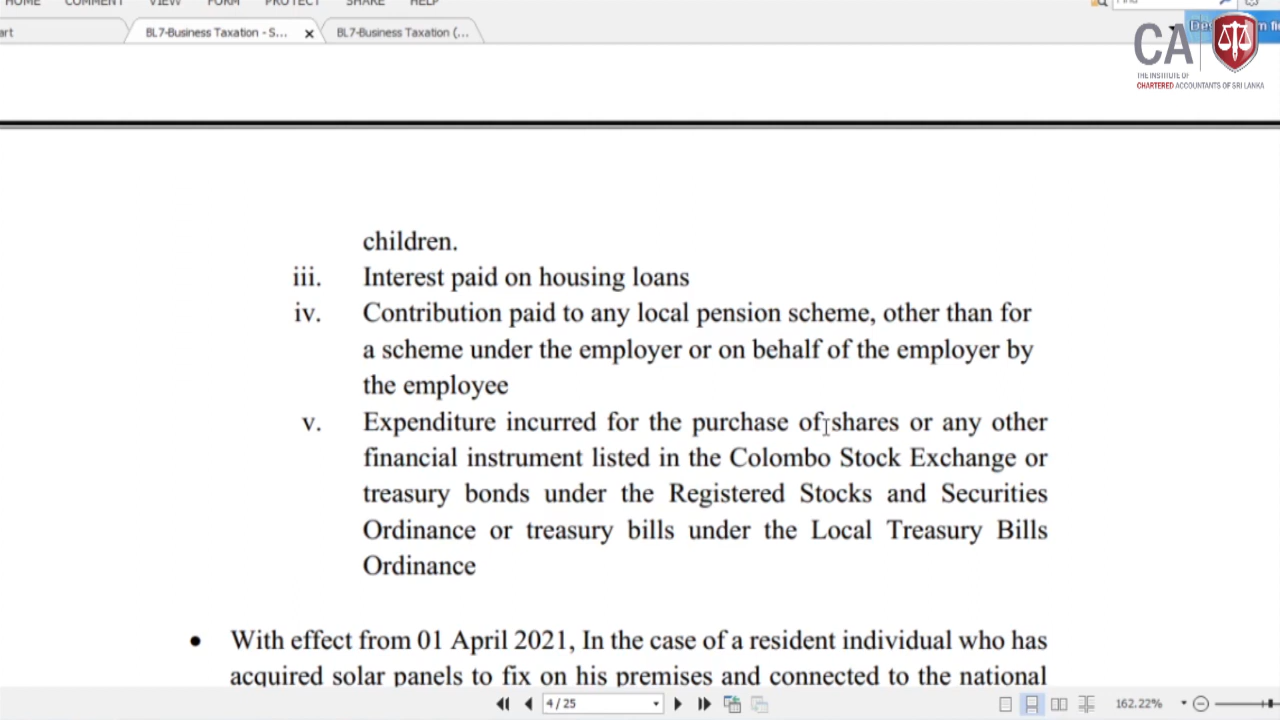 HOME COMMENT VIEW FORM PROTECT SHARE HELP
Find
art BL7-Business Taxation - S... BL7-Business Taxation (...
CA
THE INSTITUTE OF
CHARTERED ACCOUNTANTS OF SRI LANKA
children.
iii. Interest paid on housing loans
iv. Contribution paid to any local pension scheme, other than for
a scheme under the employer or on behalf of the employer by
the employee
v. Expenditure incurred for the purchase of shares or any other
financial instrument listed in the Colombo Stock Exchange or
treasury bonds under the Registered Stocks and Securities
Ordinance or treasury bills under the Local Treasury Bills
Ordinance
• With effect from 01 April 2021, In the case of a resident individual who has
acquired solar panels to fix on his premises and connected to the national
4 / 25
162.22%